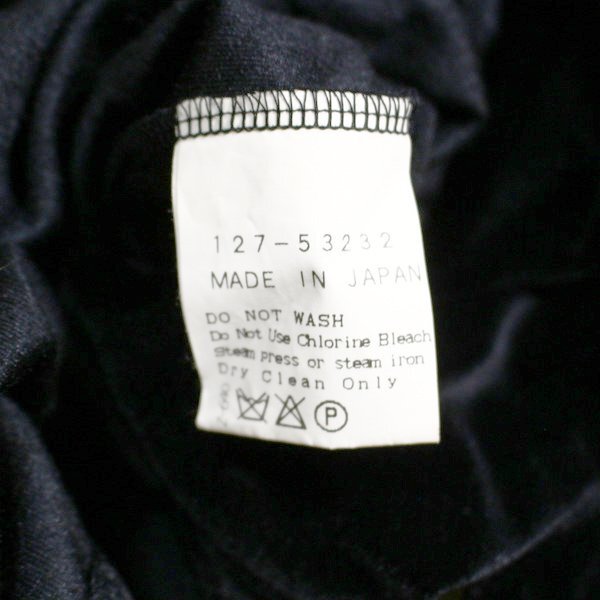 127-53232
MADE IN JAPAN
DO NOT WASH
Do Not Use Chlorine Bleach
Steam press or steam iron
Dry Clean Only
P